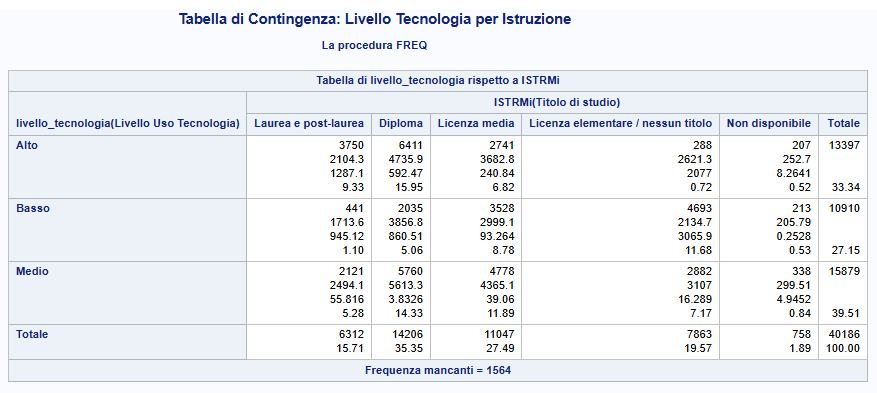 Tabella di Contingenza: Livello Tecnologia per Istruzione
La procedura FREQ
Tabella di livello_tecnologia rispetto a ISTRMi
ISTRMi(Titolo di studio)
livello_tecnologia(Livello Uso Tecnologia) Laurea e post-laurea Diploma Licenza media Licenza elementare / nessun titolo Non disponibile Totale
Alto 3750 6411 2741 288 207 13397
2104.3 4735.9 3682.8 2621.3 252.7
1287.1 592.47 240.84 2077 8.2641
9.33 15.95 6.82 0.72 0.52 33.34
Basso 441 2035 3528 4693 213 10910
1713.6 3856.8 2999.1 2134.7 205.79
945.12 860.51 93.264 3065.9 0.2528
1.10 5.06 8.78 11.68 0.53 27.15
Medio 2121 5760 4778 2882 338 15879
2494.1 5613.3 4365.1 3107 299.51
55.816 3.8326 39.06 16.289 4.9452
5.28 14.33 11.89 7.17 0.84 39.51
Totale 6312 14206 11047 7863 758 40186
15.71 35.35 27.49 19.57 1.89 100.00
Frequenza mancanti = 1564